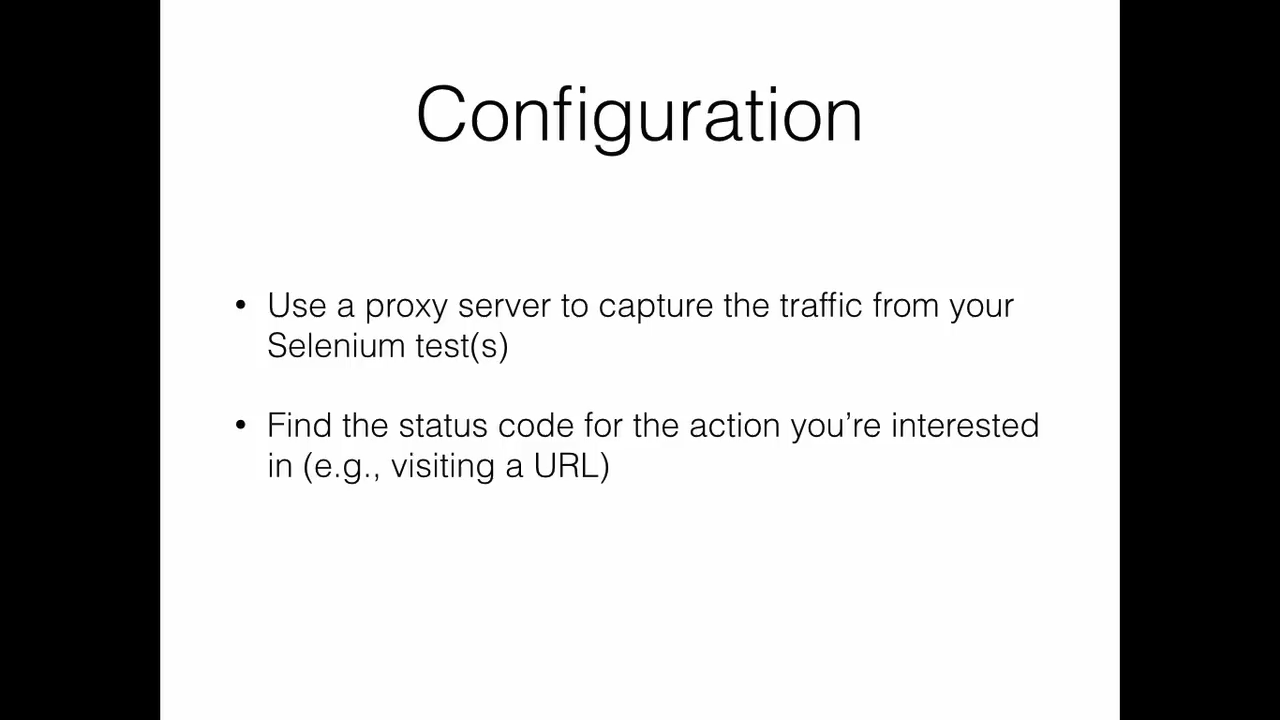 Configuration
• Use a proxy server to capture the traffic from your
Selenium test(s)
• Find the status code for the action you’re interested
in (e.g., visiting a URL)